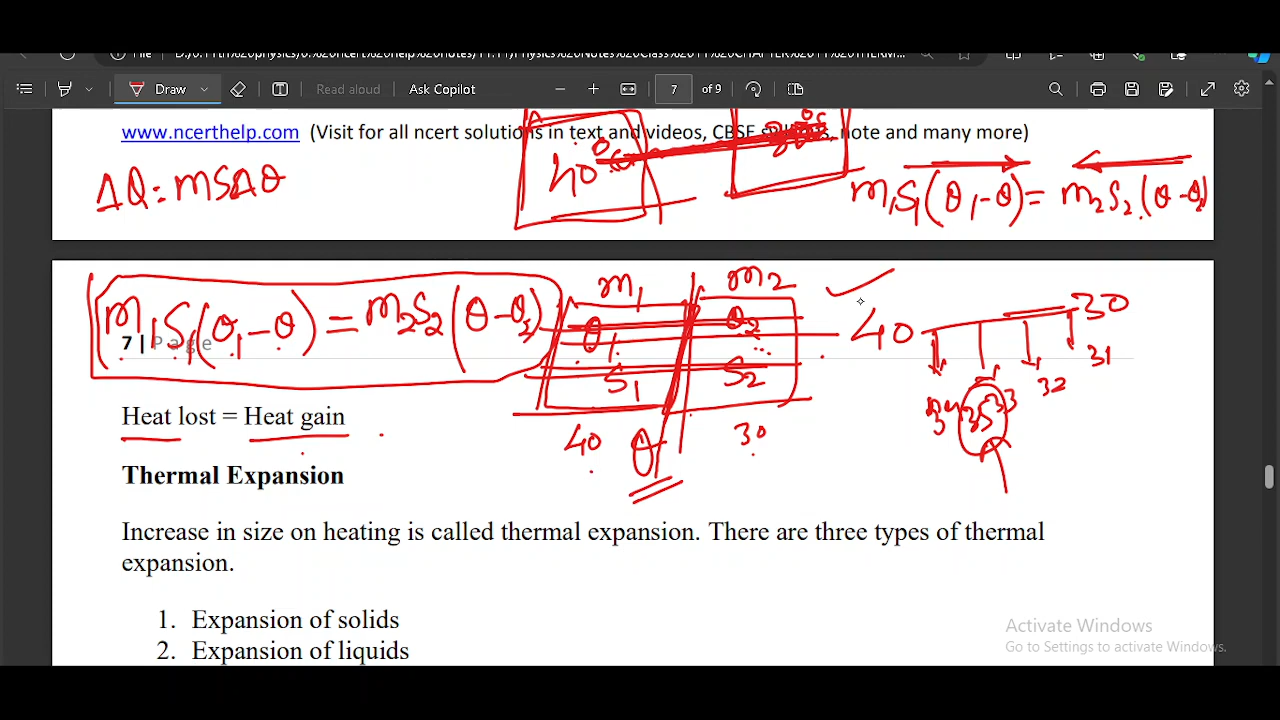 Draw
Read aloud
Ask Copilot
7 of 9
www.ncerthelp.com (Visit for all ncert solutions in text and videos, CBSE syllabus, note and many more)
ΔQ = mSΔθ
40°
m₁S₁(θ₁-θ) = m₂S₂(θ-θ₂)
m₁ m₂
m₁S₁(θ₁-θ) = m₂S₂(θ-θ₂)
θ₁ θ₂
S₁ S₂
40 θ 30
40 30
31
32
33
34
35
7 | Page
Heat lost = Heat gain
Thermal Expansion
Increase in size on heating is called thermal expansion. There are three types of thermal
expansion.
1. Expansion of solids
2. Expansion of liquids
Activate Windows
Go to Settings to activate Windows.